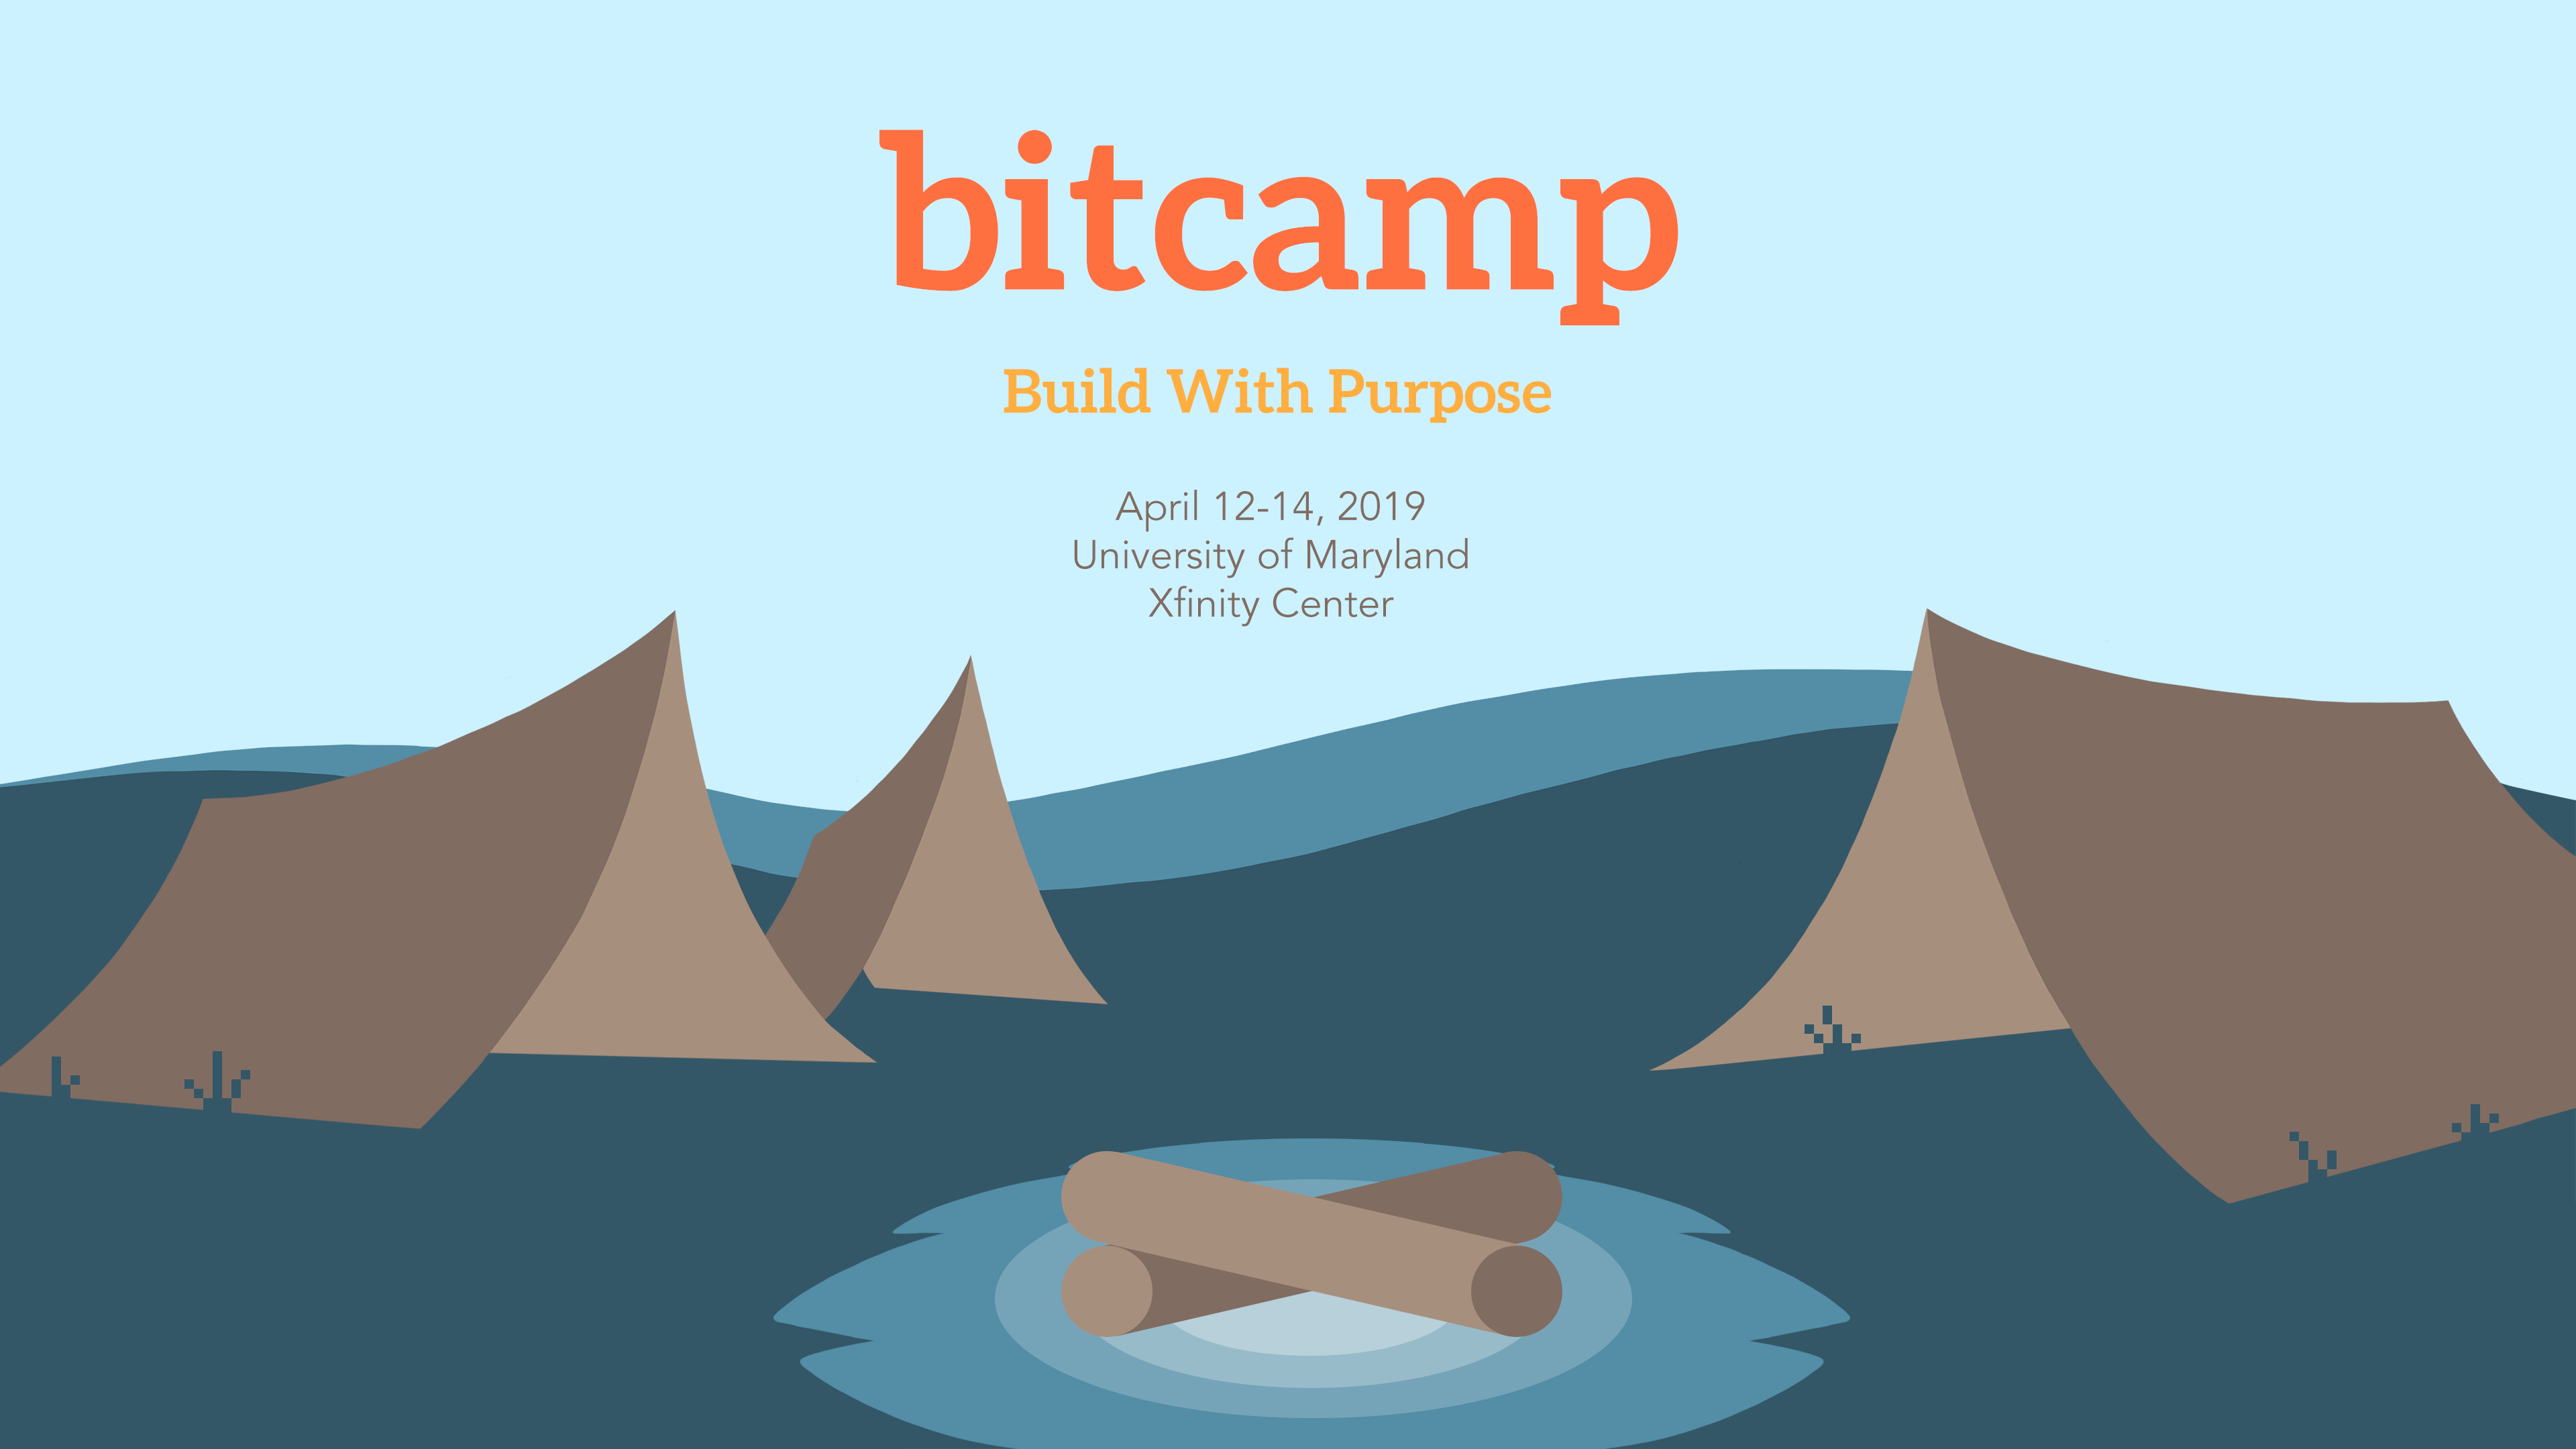 bitcamp
Build With Purpose
April 12-14, 2019
University of Maryland
Xfinity Center